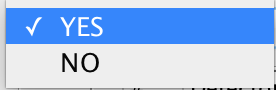 ✓ YES
NO